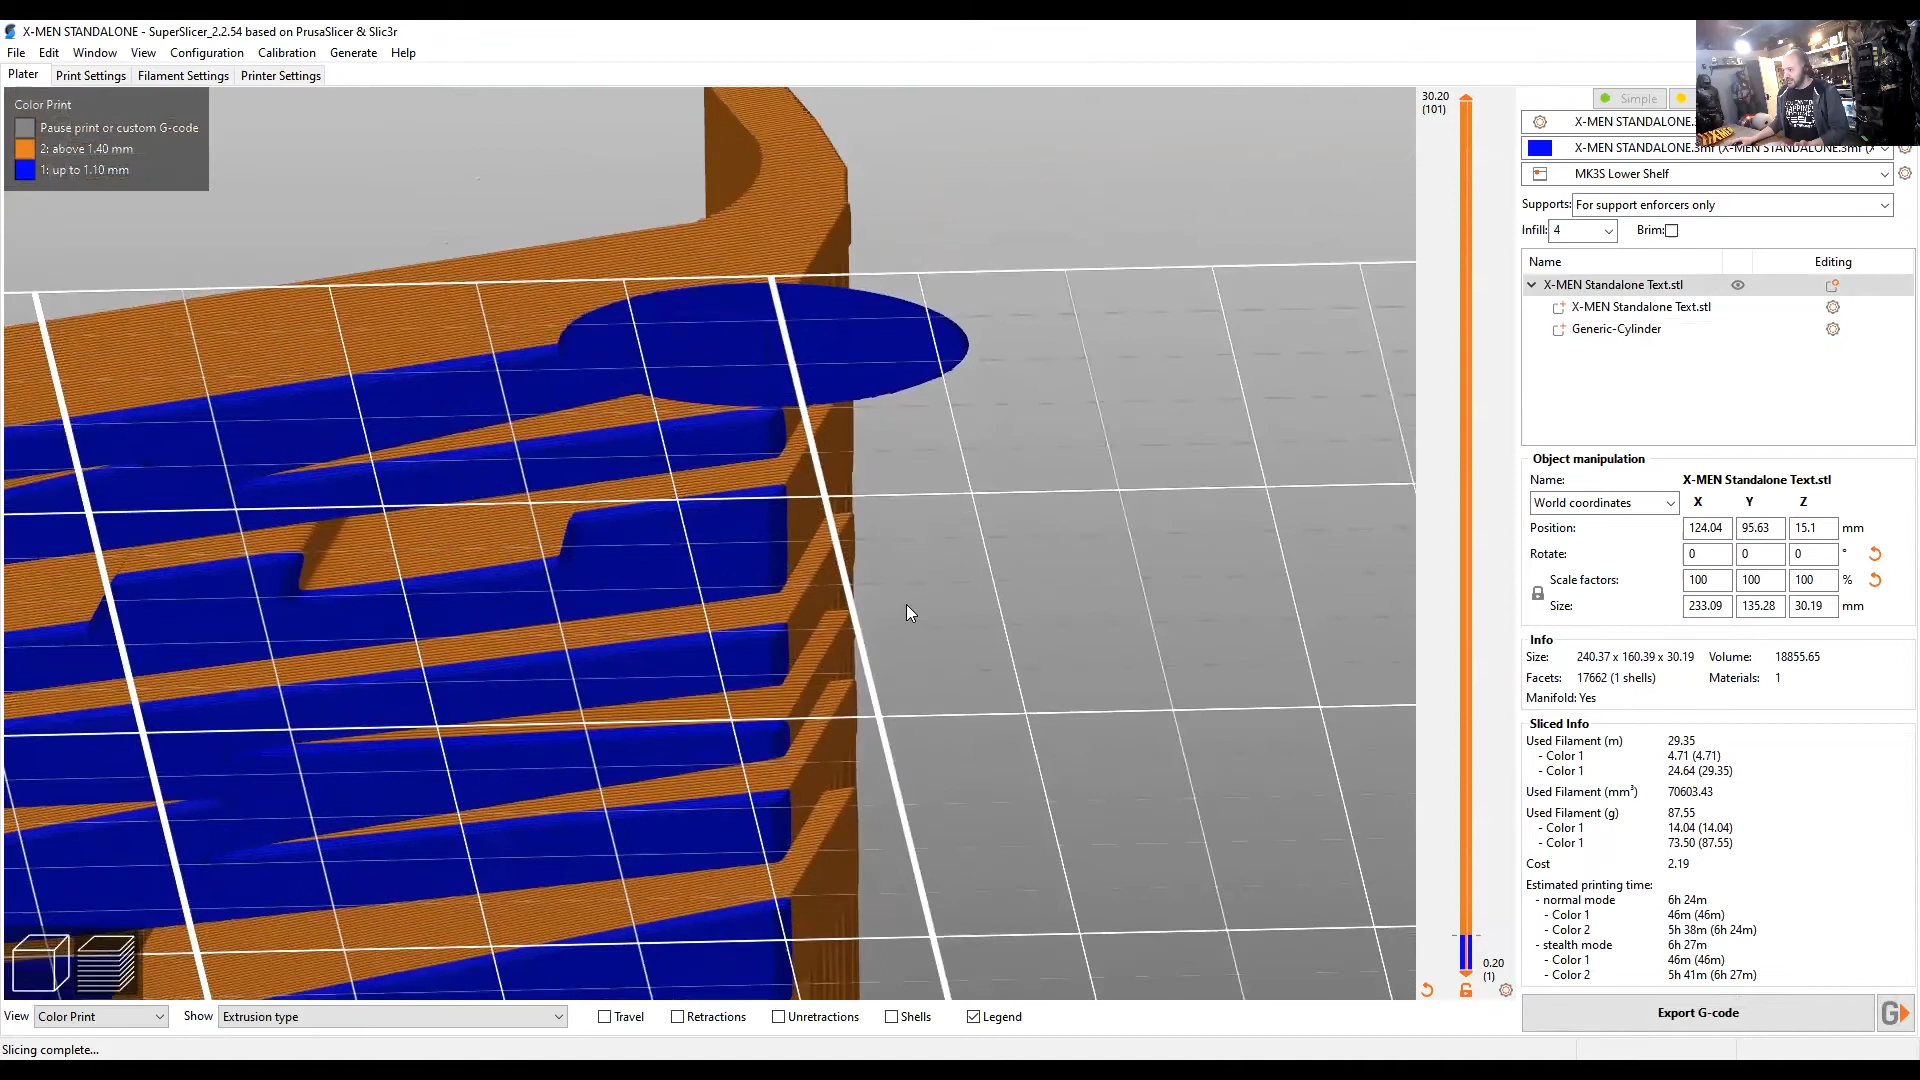 X-MEN STANDALONE - SuperSlicer_2.2.54 based on PrusaSlicer & Slic3r
File Edit Window View Configuration Calibration Generate Help
Plater Print Settings Filament Settings Printer Settings
Color Print
Pause print or custom G-code
2: above 1.40 mm
1: up to 1.10 mm
30.20
(101)
0.20
(1)
Simple
X-MEN STANDALONE.
X-MEN STANDALONE.3mf (X-MEN STANDALONE.3mf (X
MK3S Lower Shelf
Supports: For support enforcers only
Infill: 4 Brim:
Name Editing
X-MEN Standalone Text.stl
X-MEN Standalone Text.stl
Generic-Cylinder
Object manipulation
Name: X-MEN Standalone Text.stl
World coordinates X Y Z
Position: 124.04 95.63 15.1 mm
Rotate: 0 0 0 °
Scale factors: 100 100 100 %
Size: 233.09 135.28 30.19 mm
Info
Size: 240.37 x 160.39 x 30.19 Volume: 18855.65
Facets: 17662 (1 shells) Materials: 1
Manifold: Yes
Sliced Info
Used Filament (m) 29.35
- Color 1 4.71 (4.71)
- Color 1 24.64 (29.35)
Used Filament (mm³) 70603.43
Used Filament (g) 87.55
- Color 1 14.04 (14.04)
- Color 1 73.50 (87.55)
Cost 2.19
Estimated printing time:
- normal mode 6h 24m
- Color 1 46m (46m)
- Color 2 5h 38m (6h 24m)
- stealth mode 6h 27m
- Color 1 46m (46m)
- Color 2 5h 41m (6h 27m)
Export G-code
View Color Print Show Extrusion type Travel Retractions Unretractions Shells Legend
Slicing complete...